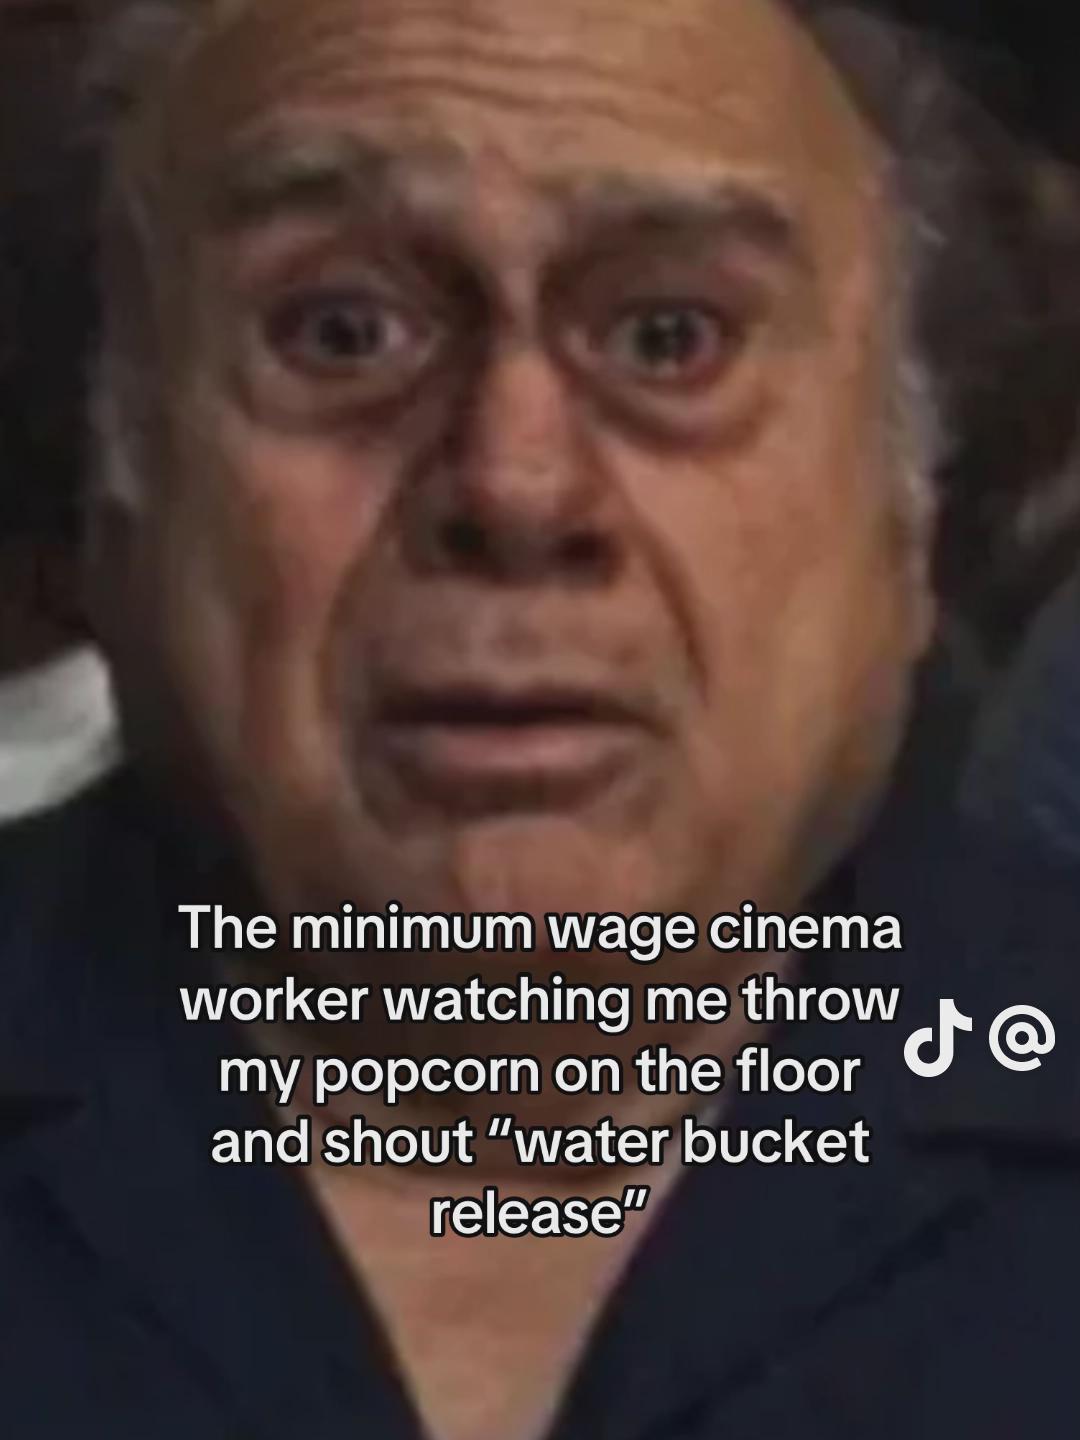 The minimum wage cinema
worker watching me throw
my popcorn on the floor
and shout “water bucket
release”